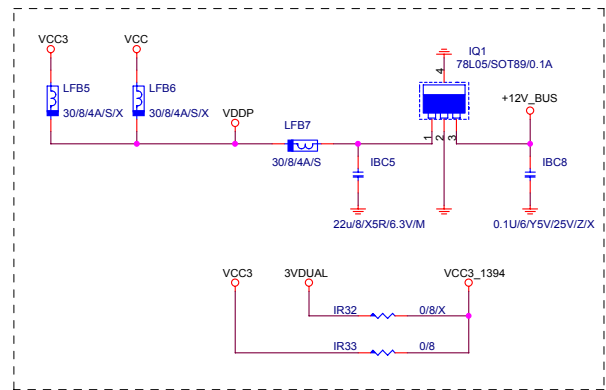 VCC3
VCC
IQ1
78L05/SOT89/0.1A
4
LFB5
LFB6
30/8/4A/S/X
30/8/4A/S/X
VDDP
+12V_BUS
LFB7
30/8/4A/S
1
2
3
IBC5
IBC8
22u/8/X5R/6.3V/M
0.1U/6/Y5V/25V/Z/X
VCC3
3VDUAL
VCC3_1394
IR32
0/8/X
IR33
0/8